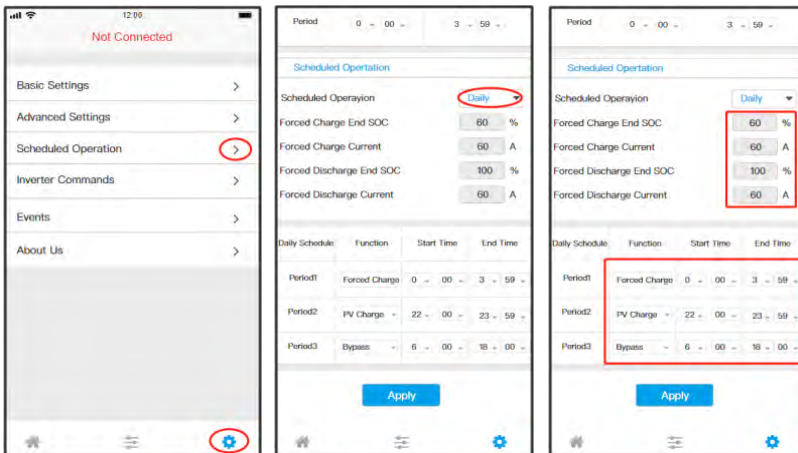 12:00
Not Connected
Basic Settings
Advanced Settings
Scheduled Operation
Inverter Commands
Events
About Us
Period 0 00 3 59
Scheduled Opertation
Scheduled Operayion Daily
Forced Charge End SOC 60 %
Forced Charge Current 60 A
Forced Discharge End SOC 100 %
Forced Discharge Current 60 A
Daily Schedule Function Start Time End Time
Period1 Forced Charge 0 00 3 59
Period2 PV Charge 22 00 23 59
Period3 Bypass 6 00 18 00
Apply
Period 0 00 3 59
Scheduled Opertation
Scheduled Operayion Daily
Forced Charge End SOC 60 %
Forced Charge Current 60 A
Forced Discharge End SOC 100 %
Forced Discharge Current 60 A
Daily Schedule Function Start Time End Time
Period1 Forced Charge 0 00 3 59
Period2 PV Charge 22 00 23 59
Period3 Bypass 6 00 18 00
Apply